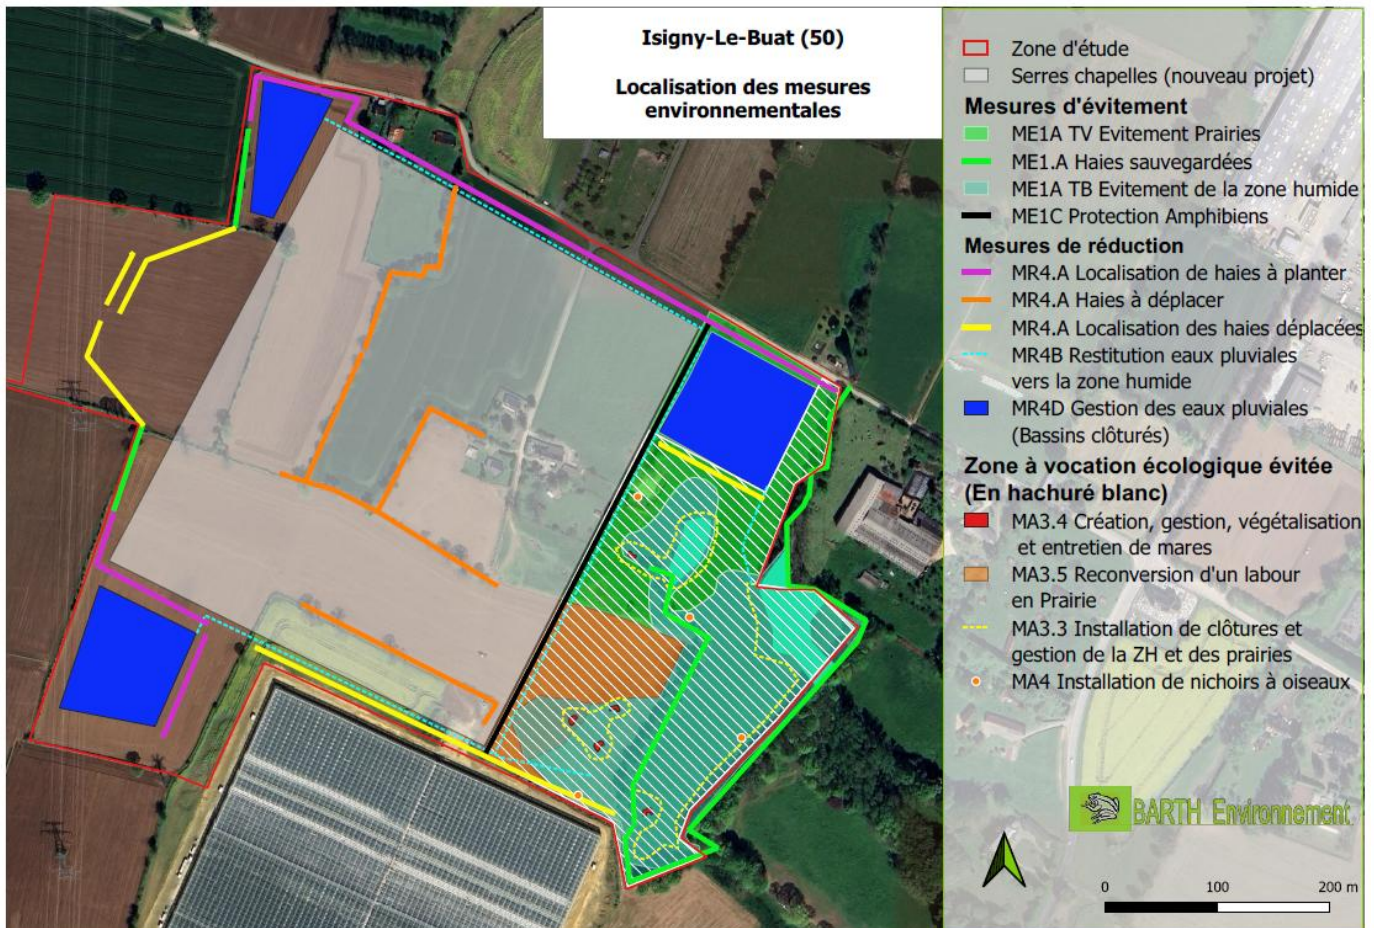 Isigny-Le-Buat (50)
Localisation des mesures
environnementales
Zone d'étude
Serres chapelles (nouveau projet)
Mesures d'évitement
ME1A TV Evitement Prairies
ME1.A Haies sauvegardées
ME1A TB Evitement de la zone humide
ME1C Protection Amphibiens
Mesures de réduction
MR4.A Localisation de haies à planter
MR4.A Haies à déplacer
MR4.A Localisation des haies déplacées
MR4B Restitution eaux pluviales
vers la zone humide
MR4D Gestion des eaux pluviales
(Bassins clôturés)
Zone à vocation écologique évitée
(En hachuré blanc)
MA3.4 Création, gestion, végétalisation
et entretien de mares
MA3.5 Reconversion d'un labour
en Prairie
MA3.3 Installation de clôtures et
gestion de la ZH et des prairies
MA4 Installation de nichoirs à oiseaux
BARTH Environnement
0 100 200 m